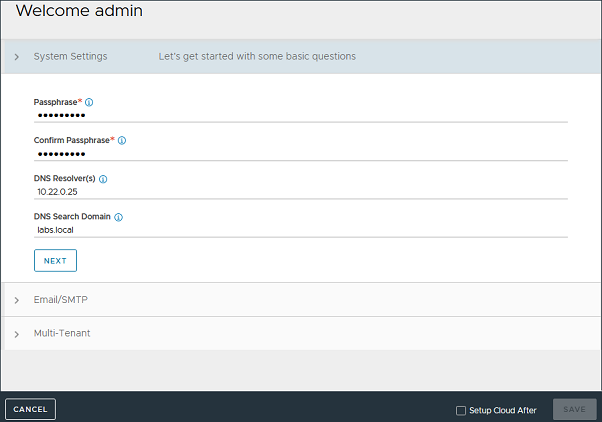 Welcome admin
System Settings Let's get started with some basic questions
Passphrase*
•••••••••
Confirm Passphrase*
•••••••••
DNS Resolver(s)
10.22.0.25
DNS Search Domain
labs.local
NEXT
Email/SMTP
Multi-Tenant
CANCEL Setup Cloud After SAVE